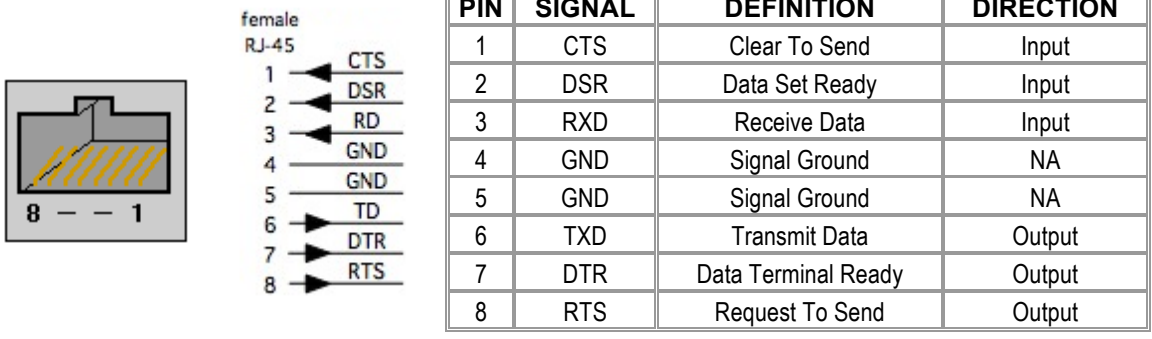 8 – – 1
female
RJ-45
1 CTS
2 DSR
3 RD
4 GND
5 GND
6 TD
7 DTR
8 RTS
PIN SIGNAL DEFINITION DIRECTION
1 CTS Clear To Send Input
2 DSR Data Set Ready Input
3 RXD Receive Data Input
4 GND Signal Ground NA
5 GND Signal Ground NA
6 TXD Transmit Data Output
7 DTR Data Terminal Ready Output
8 RTS Request To Send Output